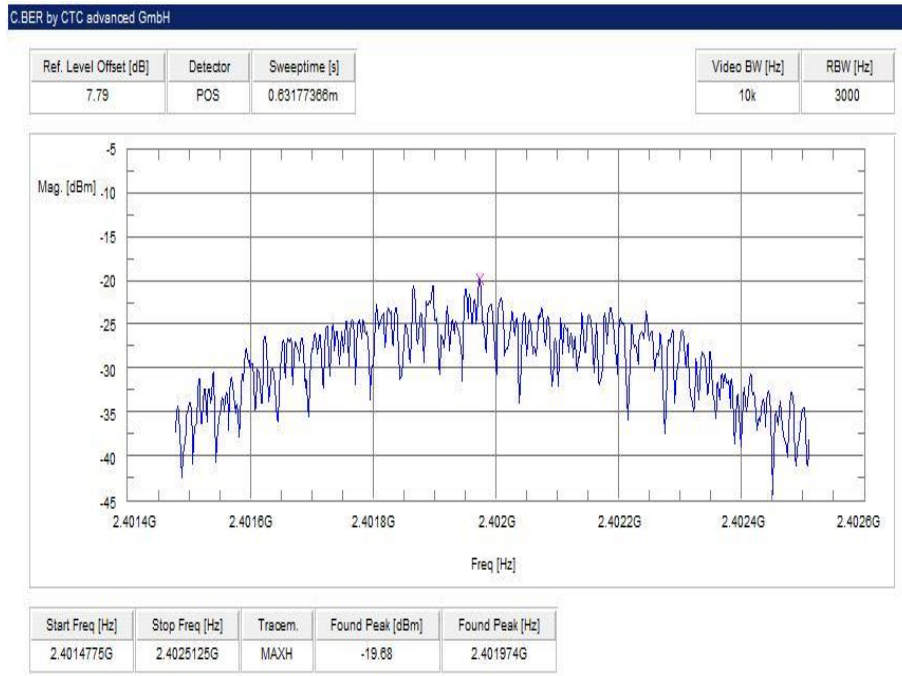 C.BER by CTC advanced GmbH
Ref. Level Offset [dB] Detector Sweeptime [s] Video BW [Hz] RBW [Hz]
7.79 POS 0.63177366m 10k 3000
-5
Mag. [dBm] -10
-15
-20
-25
-30
-35
-40
-45
2.4014G 2.4016G 2.4018G 2.402G 2.4022G 2.4024G 2.4026G
Freq [Hz]
Start Freq [Hz] Stop Freq [Hz] Tracem. Found Peak [dBm] Found Peak [Hz]
2.4014775G 2.4025125G MAXH -19.68 2.401974G